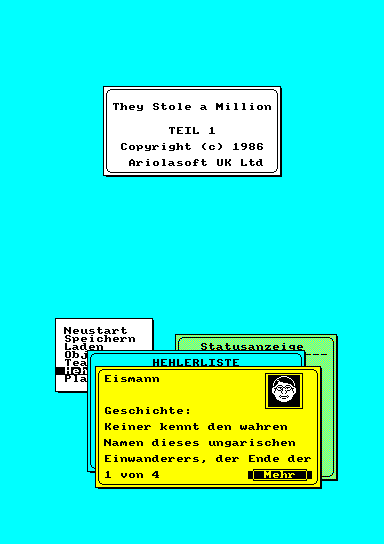 They Stole a Million
TEIL 1
Copyright (c) 1986
Ariolasoft UK Ltd
Neustart
Speichern
Laden
Statusanzeige
HEHLERLISTE
Eismann
Geschichte:
Keiner kennt den wahren
Namen dieses ungarischen
Einwanderers, der Ende der
1 von 4
Mehr